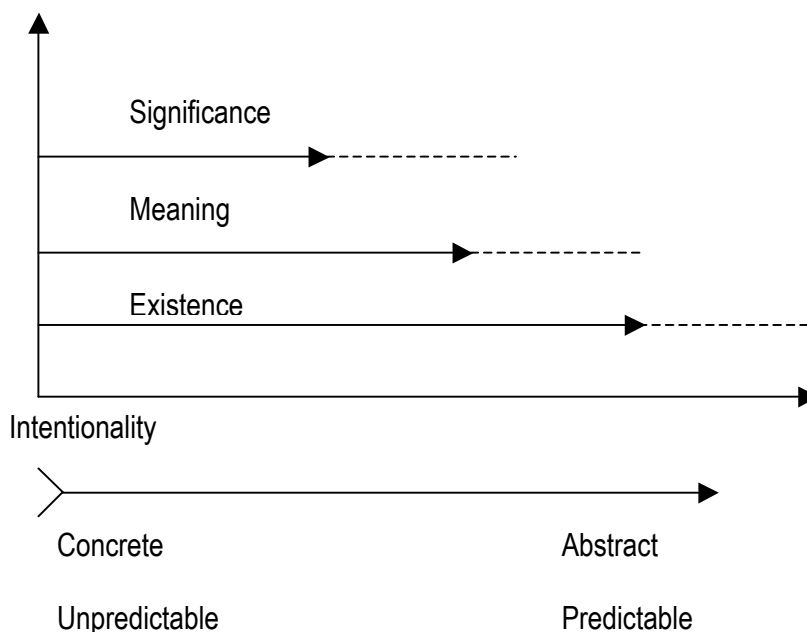 Significance
Meaning
Existence
Intentionality
Concrete Abstract
Unpredictable Predictable